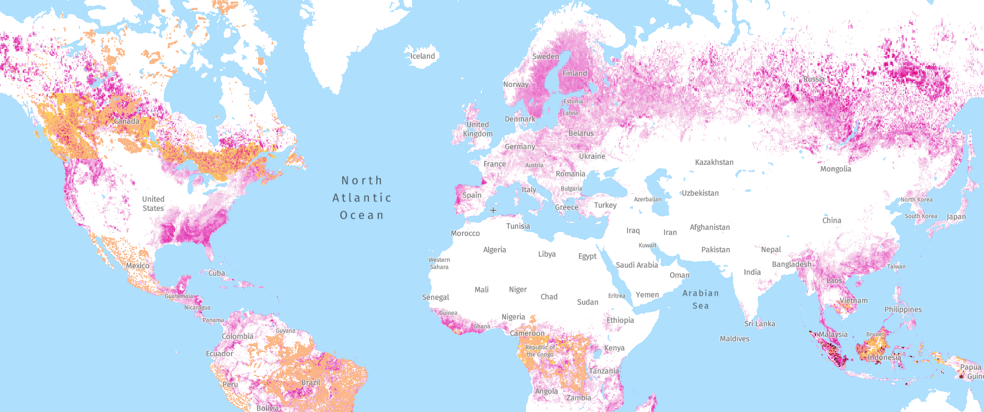 Iceland
Sweden
Finland
Norway
Russia
Estonia
Latvia
Canada
Denmark
United
Kingdom
Belarus
Germany
Ukraine
France
Austria
Kazakhstan
Mongolia
Romania
North
Atlantic
Ocean
Spain
Italy
Bulgaria
Uzbekistan
United
States
Greece
Turkey
Azerbaijan
North Korea
South Korea
Japan
China
Tunisia
Morocco
Iraq
Iran
Afghanistan
Algeria
Libya
Egypt
Kuwait
Pakistan
Nepal
Western
Sahara
Saudi Arabia
Bangladesh
Mexico
Cuba
Oman
India
Taiwan
Laos
Mali
Niger
Chad
Sudan
Eritrea
Yemen
Arabian
Sea
Guatemala
Senegal
Vietnam
Nicaragua
Philippines
Guinea
Nigeria
Ethiopia
Sri Lanka
Panama
Ghana
Guyana
Cameroon
Maldives
Malaysia
Brunei
Colombia
Republic of
the Congo
Kenya
Ecuador
Indonesia
Papua
New Guinea
Tanzania
Peru
Brazil
Angola
Zambia
Bolivia